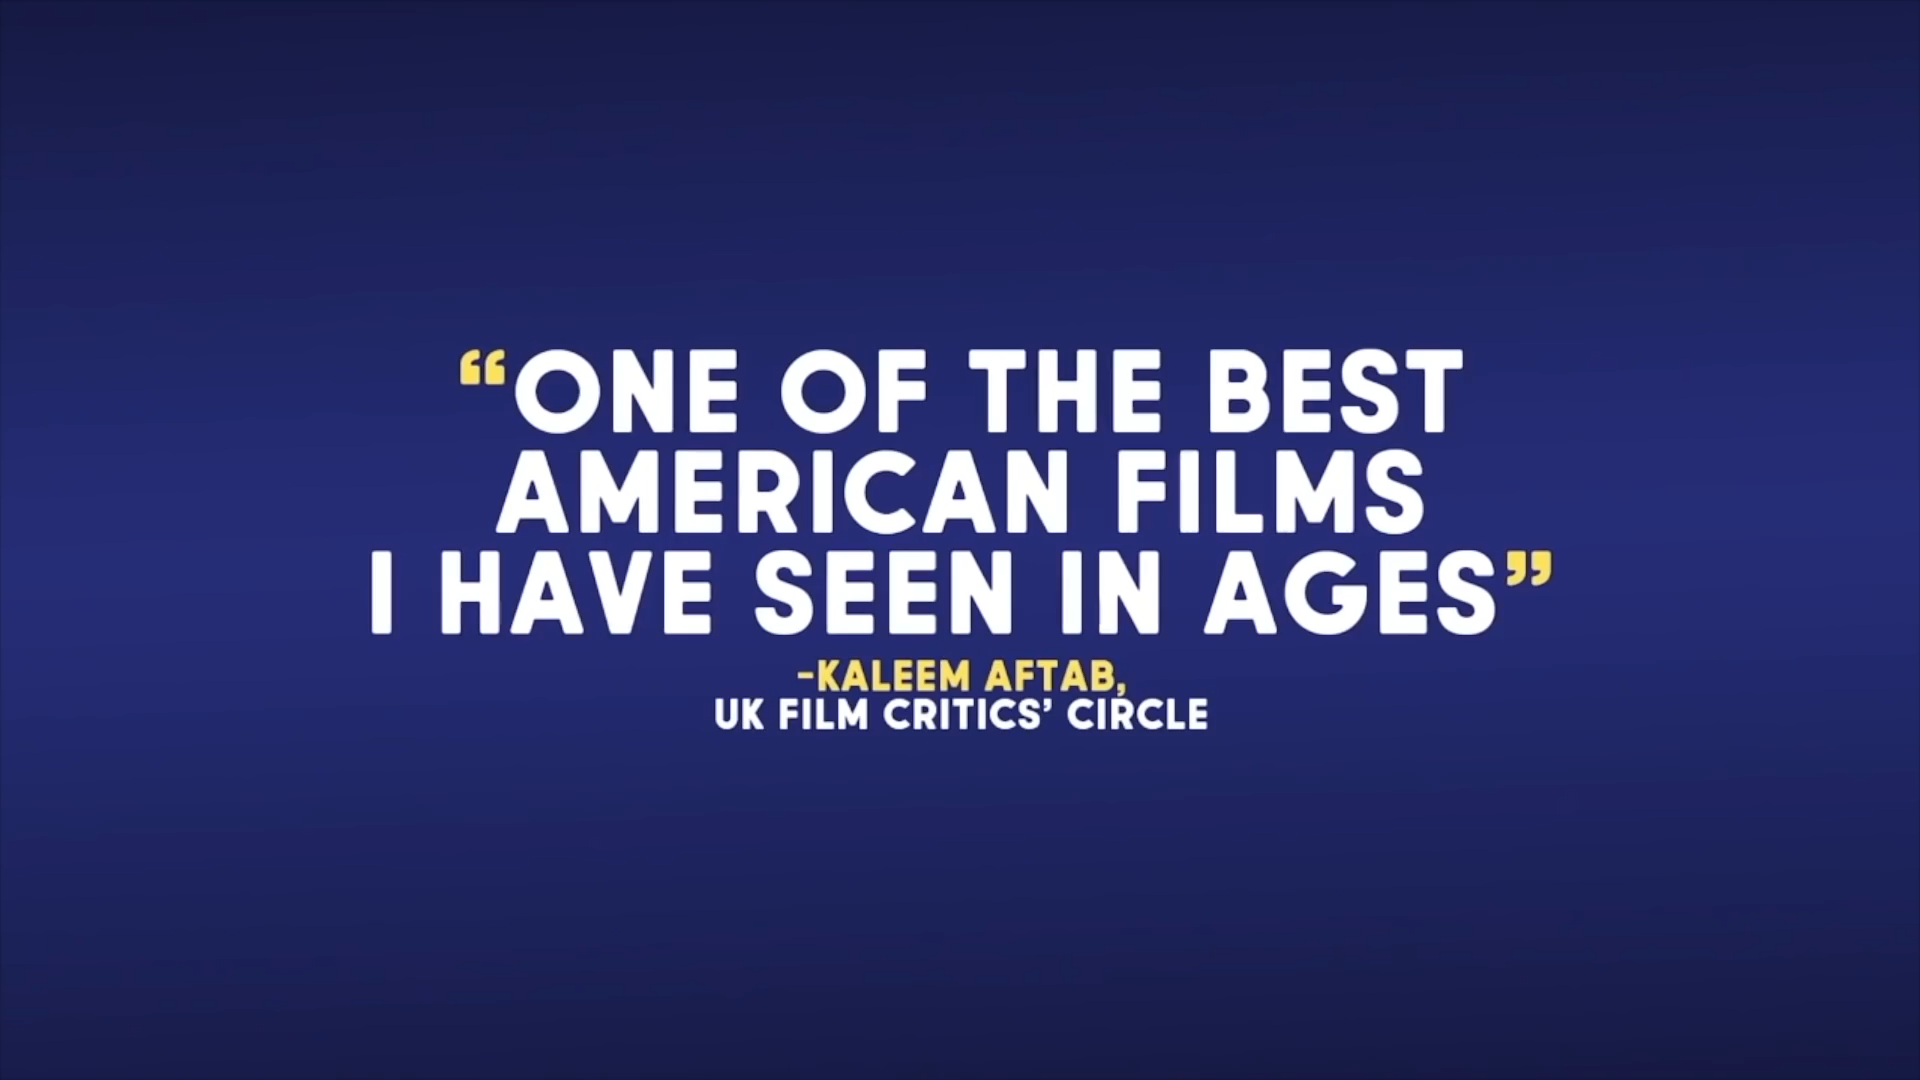 “ONE OF THE BEST
AMERICAN FILMS
I HAVE SEEN IN AGES”
-KALEEM AFTAB,
UK FILM CRITICS’ CIRCLE